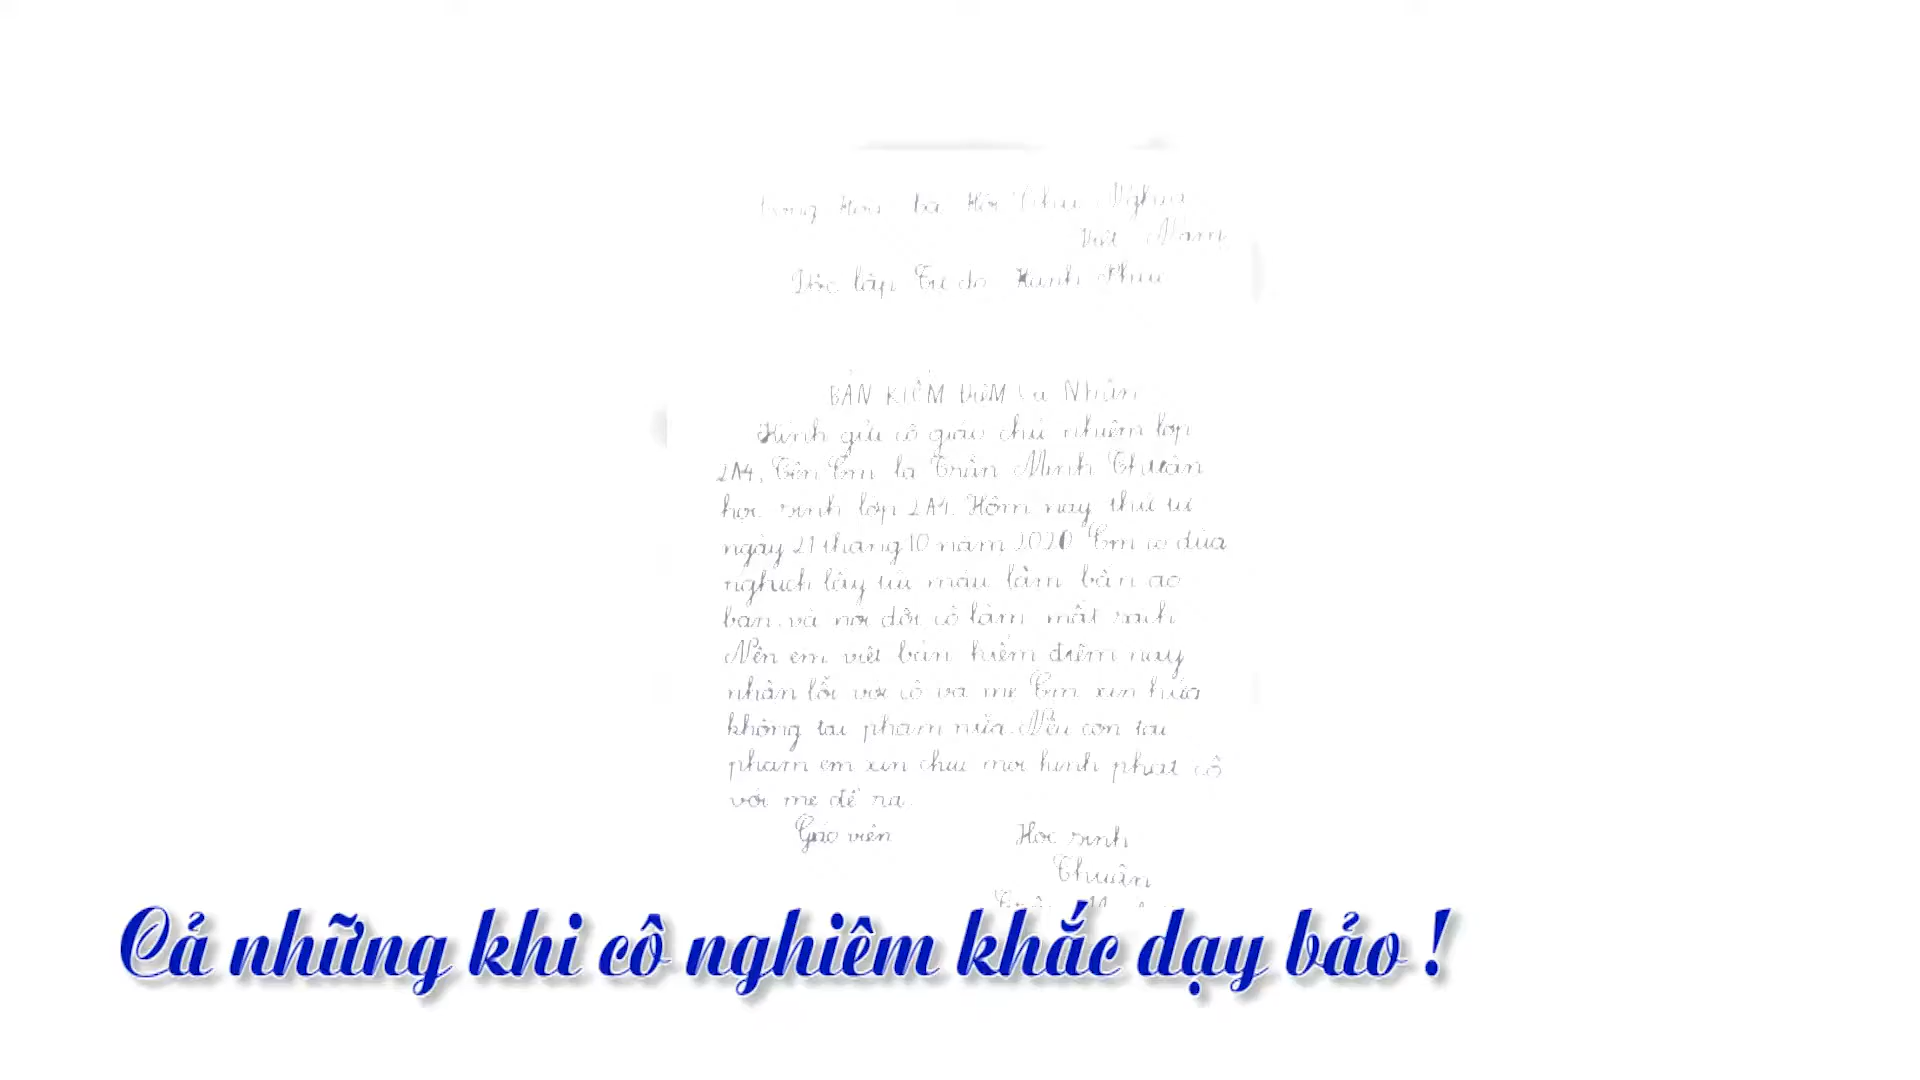 Cộng Hòa Xã Hội Chủ Nghĩa
Việt Nam
Độc lập Tự do Hạnh Phúc
BẢN KIỂM ĐIỂM Cá Nhân
Kính gửi cô giáo chủ nhiệm lớp
2A4, Tên Em là Trần Minh Thuận
học sinh lớp 2A4. Hôm nay thứ tư
ngày 21 tháng 10 năm 2020 Em có đùa
nghịch lấy màu làm bẩn áo
bạn và nói dối cô làm mất sách
Nên em viết bản kiểm điểm này
nhận lỗi với cô và mẹ Em xin hứa
không tái phạm nữa. Nếu còn tái
phạm em xin chịu mọi hình phạt cô
với mẹ đề ra.
Giáo viên Học sinh
Thuận
Cả những khi cô nghiêm khắc dạy bảo !